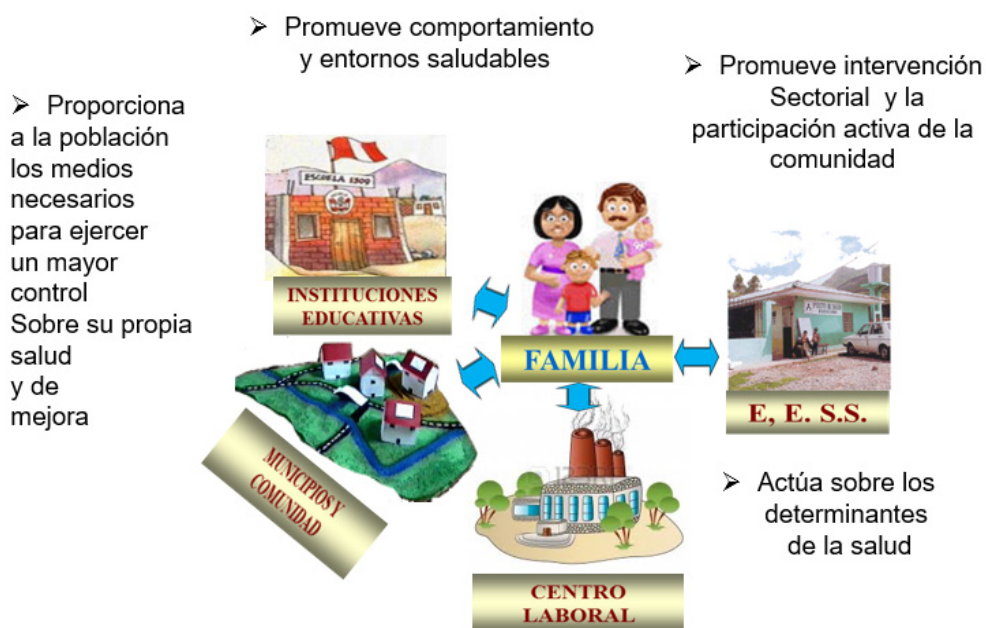 ➢ Promueve comportamiento
y entornos saludables
➢ Promueve intervención
Sectorial y la
participación activa de la
comunidad
➢ Proporciona
a la población
los medios
necesarios
para ejercer
un mayor
control
Sobre su propia
salud
y de
mejora
ESCUELA 1309
INSTITUCIONES
EDUCATIVAS
FAMILIA
E, E. S.S.
MUNICIPIOS Y
COMUNIDAD
CENTRO
LABORAL
➢ Actúa sobre los
determinantes
de la salud